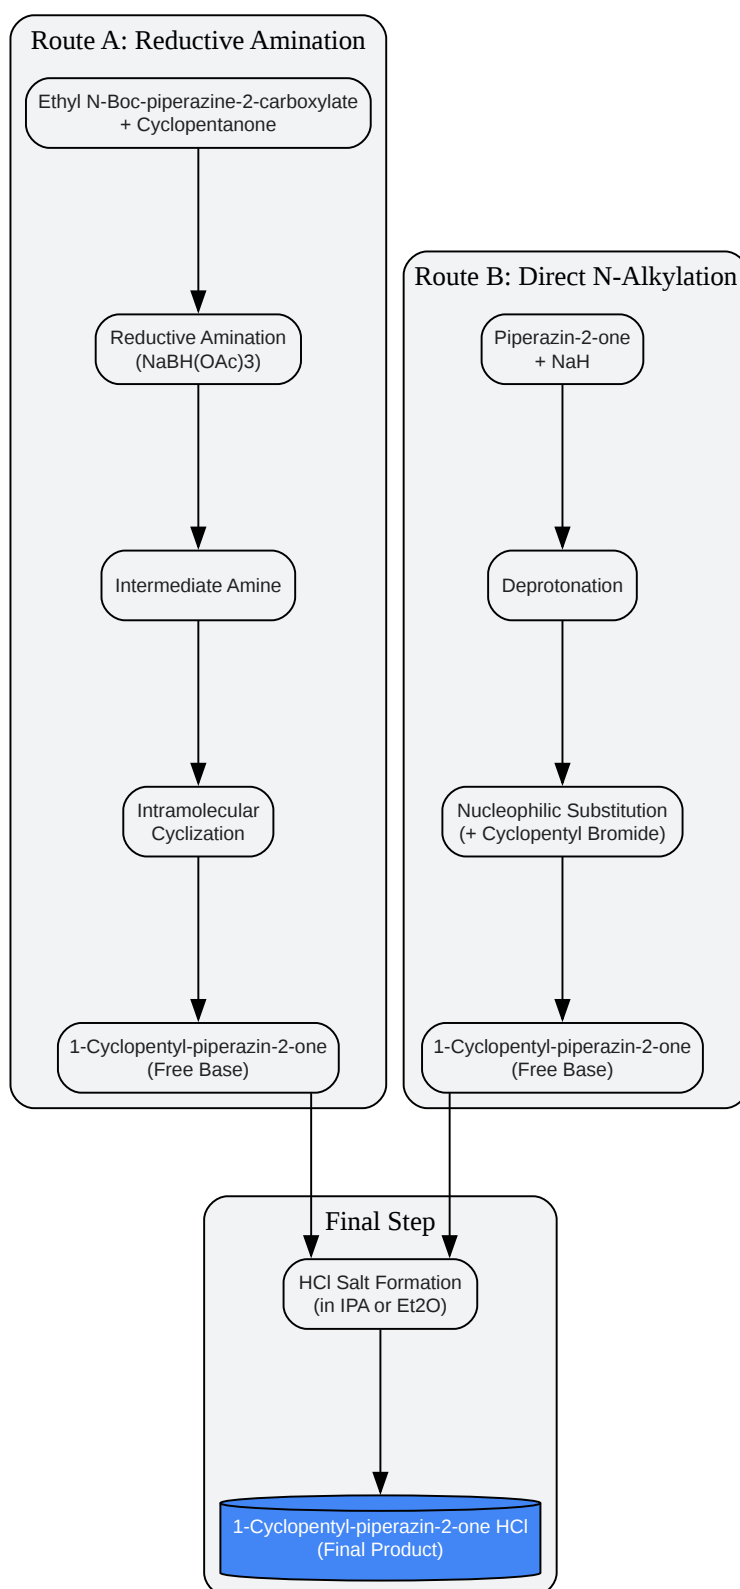 Route A: Reductive Amination
Ethyl N-Boc-piperazine-2-carboxylate
+ Cyclopentanone
Reductive Amination
(NaBH(OAc)3)
Intermediate Amine
Intramolecular
Cyclization
1-Cyclopentyl-piperazin-2-one
(Free Base)
Route B: Direct N-Alkylation
Piperazin-2-one
+ NaH
Deprotonation
Nucleophilic Substitution
(+ Cyclopentyl Bromide)
1-Cyclopentyl-piperazin-2-one
(Free Base)
Final Step
HCl Salt Formation
(in IPA or Et2O)
1-Cyclopentyl-piperazin-2-one HCl
(Final Product)